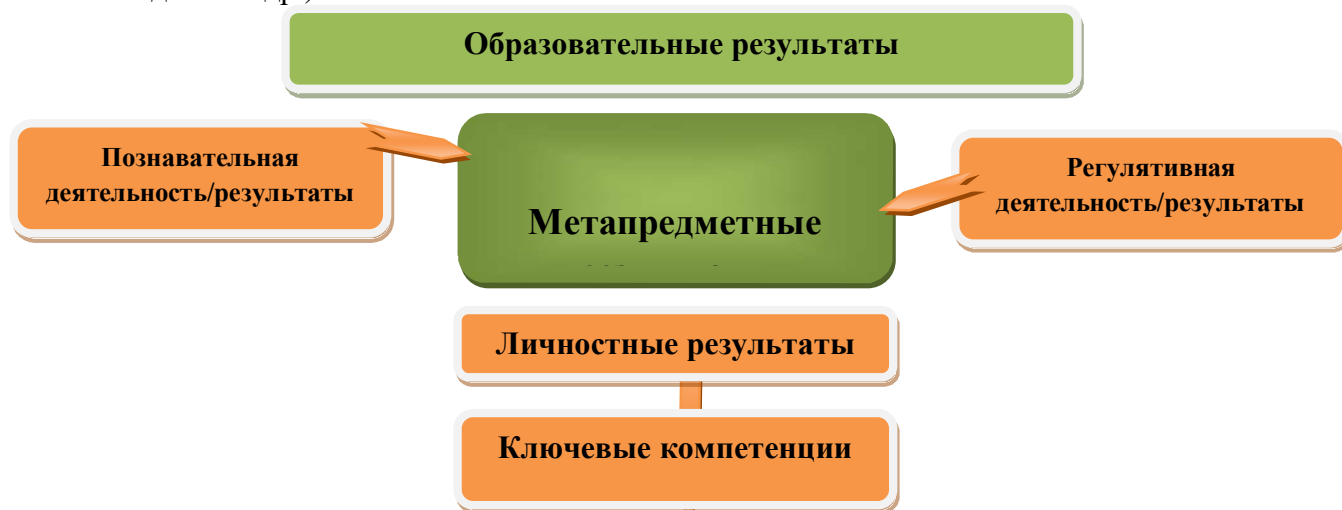 Образовательные результаты
Познавательная
деятельность/результаты
Метапредметные
Регулятивная
деятельность/результаты
Личностные результаты
Ключевые компетенции